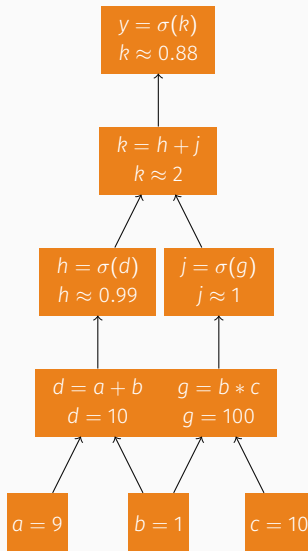 y = σ(k)
k ≈ 0.88
k = h + j
k ≈ 2
h = σ(d)
h ≈ 0.99
j = σ(g)
j ≈ 1
d = a + b
d = 10
g = b ∗ c
g = 100
a = 9
b = 1
c = 10